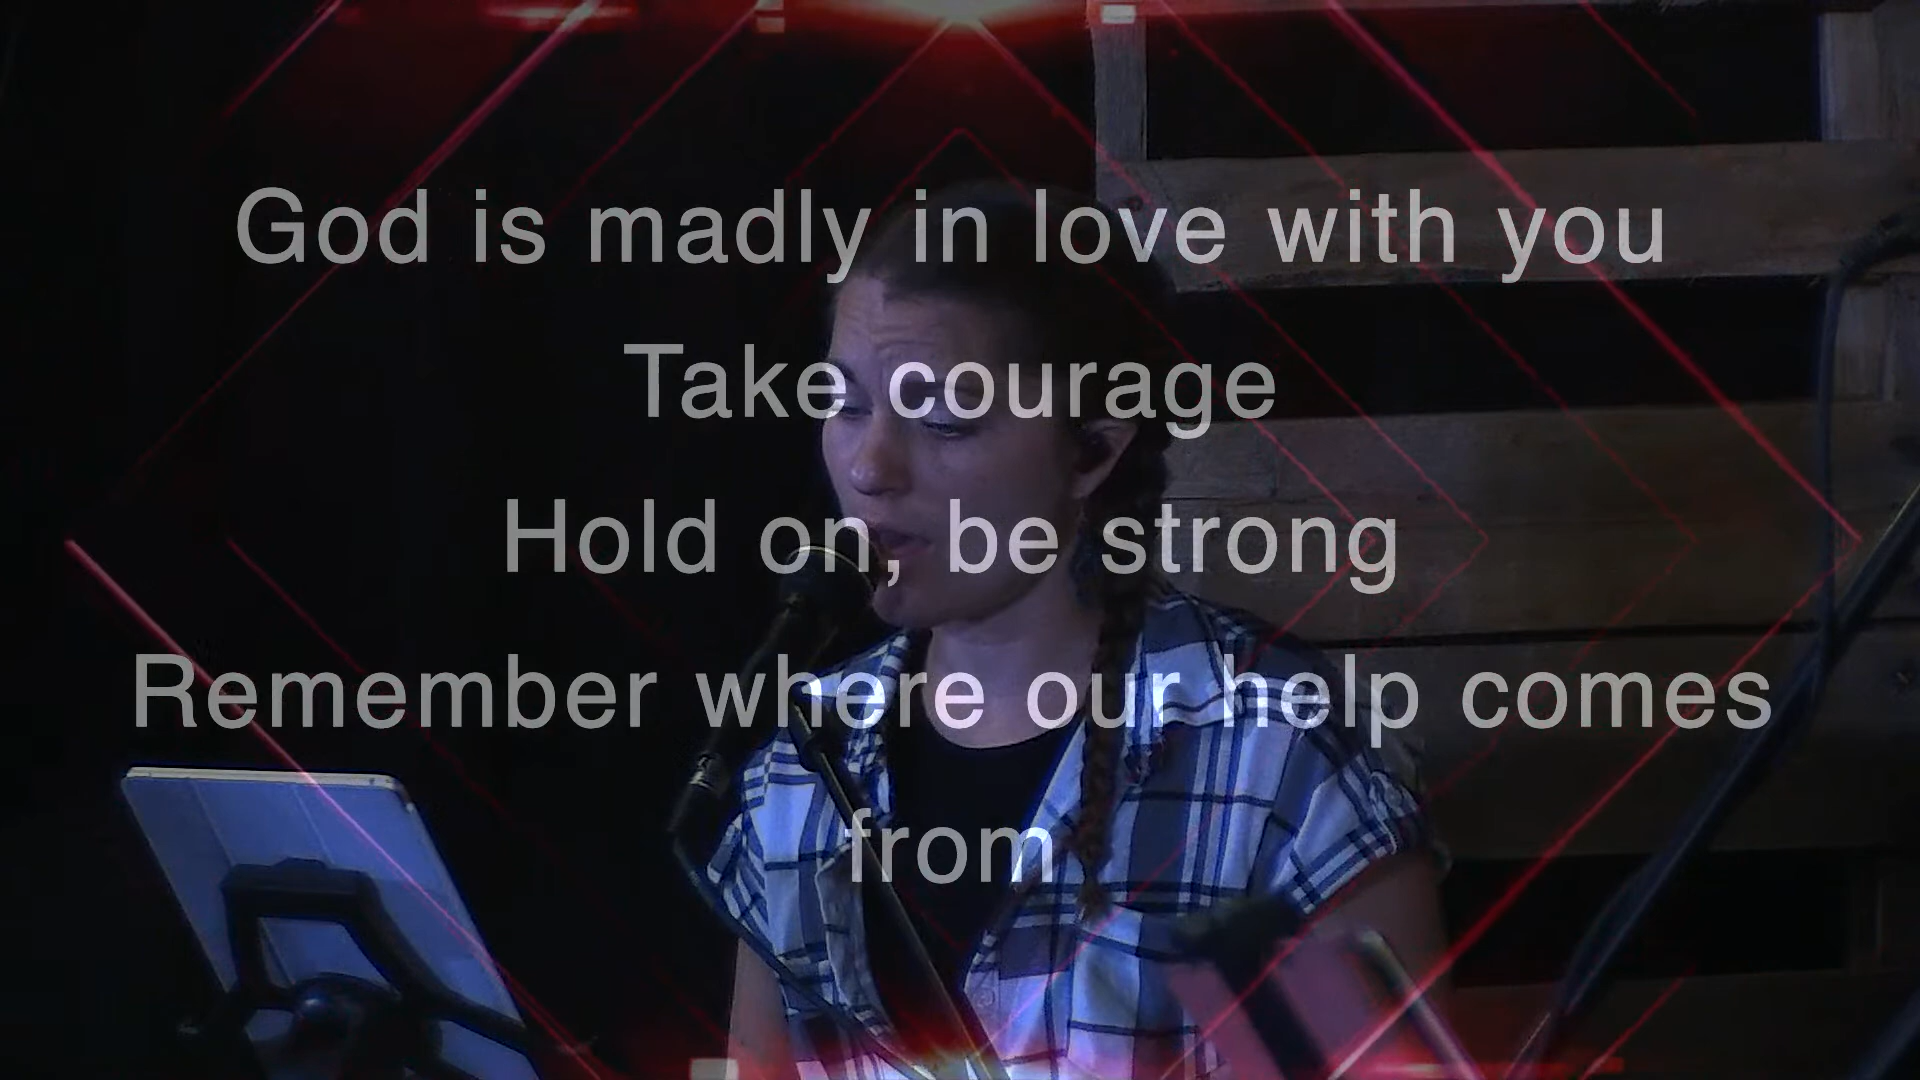 God is madly in love with you
Take courage
Hold on, be strong
Remember where our help comes
from